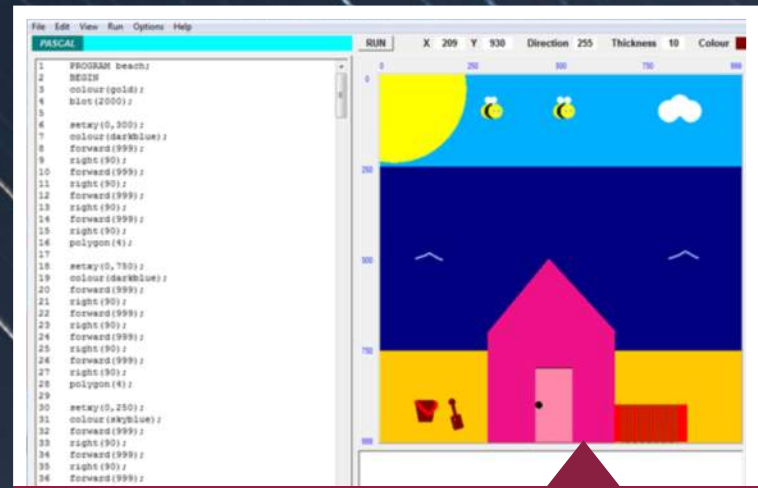 File Edit View Run Options Help
PASCAL
RUN X 209 Y 930 Direction 255 Thickness 10 Colour
1 PROGRAM beach;
2 BEGIN
3 colour(gold);
4 blot(2000);
5
6 setxy(0,300);
7 colour(darkblue);
8 forward(999);
9 right(90);
10 forward(999);
11 right(90);
12 forward(999);
13 right(90);
14 forward(999);
15 right(90);
16 polygon(4);
17
18 setxy(0,750);
19 colour(darkblue);
20 forward(999);
21 right(90);
22 forward(999);
23 right(90);
24 forward(999);
25 right(90);
26 forward(999);
27 right(90);
28 polygon(4);
29
30 setxy(0,250);
31 colour(skyblue);
32 forward(999);
33 right(90);
34 forward(999);
35 right(90);
36 forward(999);
0 250 500 750
0
250
500
750